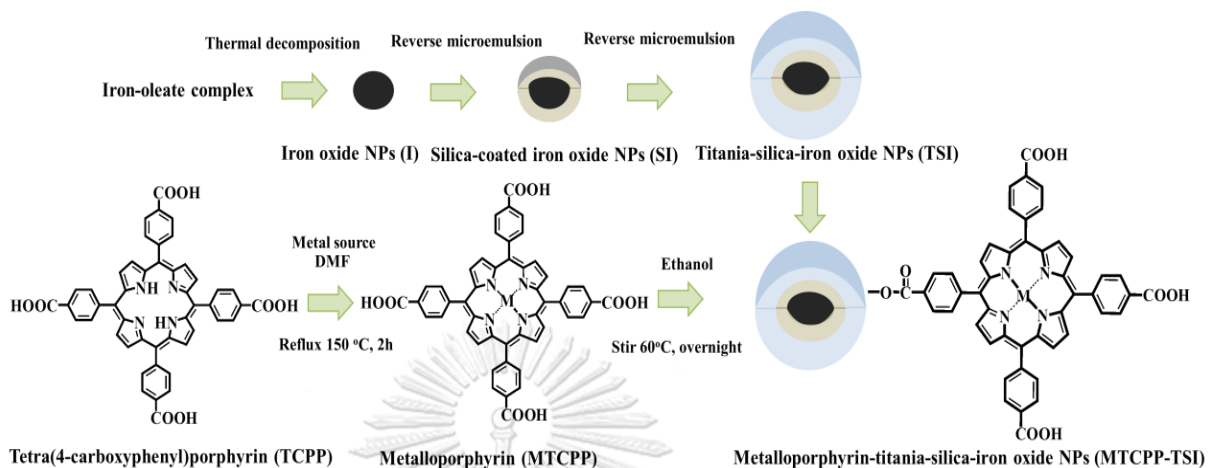 Thermal decomposition
Reverse microemulsion
Reverse microemulsion
Iron-oleate complex
Iron oxide NPs (I)
Silica-coated iron oxide NPs (SI)
Titania-silica-iron oxide NPs (TSI)
COOH
HOOC
COOH
COOH
NH
N
N
HN
Metal source
DMF
Reflux 150 °C, 2h
COOH
HOOC
COOH
COOH
N
N
M
N
N
Ethanol
Stir 60°C, overnight
COOH
O
O-C
COOH
COOH
N
N
M
N
N
Tetra(4-carboxyphenyl)porphyrin (TCPP)
Metalloporphyrin (MTCPP)
Metalloporphyrin-titania-silica-iron oxide NPs (MTCPP-TSI)